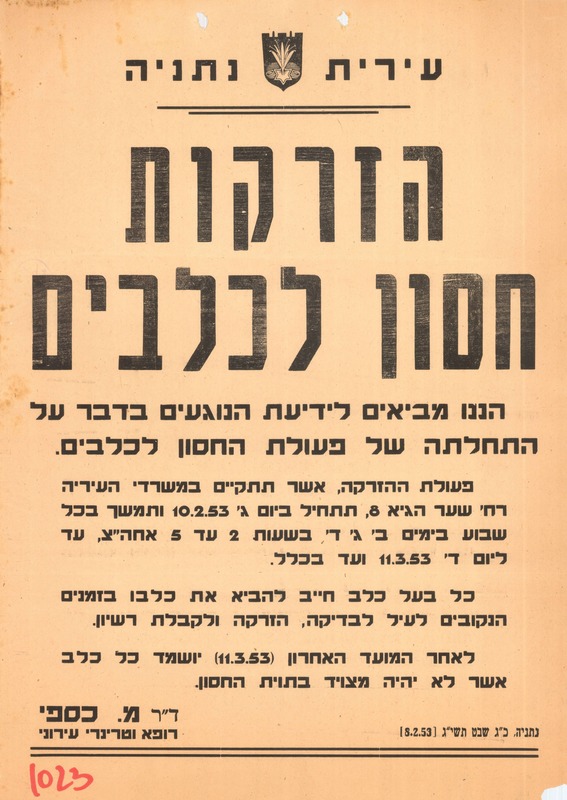 עירית נתניה
הזרקות
חסון לכלבים
הננו מביאים לידיעת הנוגעים בדבר על
התחלתה של פעולת החסון לכלבים.
פעולת ההזרקה, אשר תתקיים במשרדי העיריה
רח' שער הגיא 8, תתחיל ביום ג' 10.2.53 ותמשך בכל
שבוע בימים ב' ג' ד', בשעות 2 עד 5 אחה"צ, עד
ליום ד' 11.3.53 ועד בכלל.
כל בעל כלב חייב להביא את כלבו בזמנים
הנקובים לעיל לבדיקה, הזרקה ולקבלת רשיון.
לאחר המועד האחרון (11.3.53) יושמד כל כלב
אשר לא יהיה מצויד בתוית החסון.
ד"ר מ. כספי
רופא וטרינרי עירוני
נתניה, כ"ג שבט תשי"ג [8.2.53]
1023